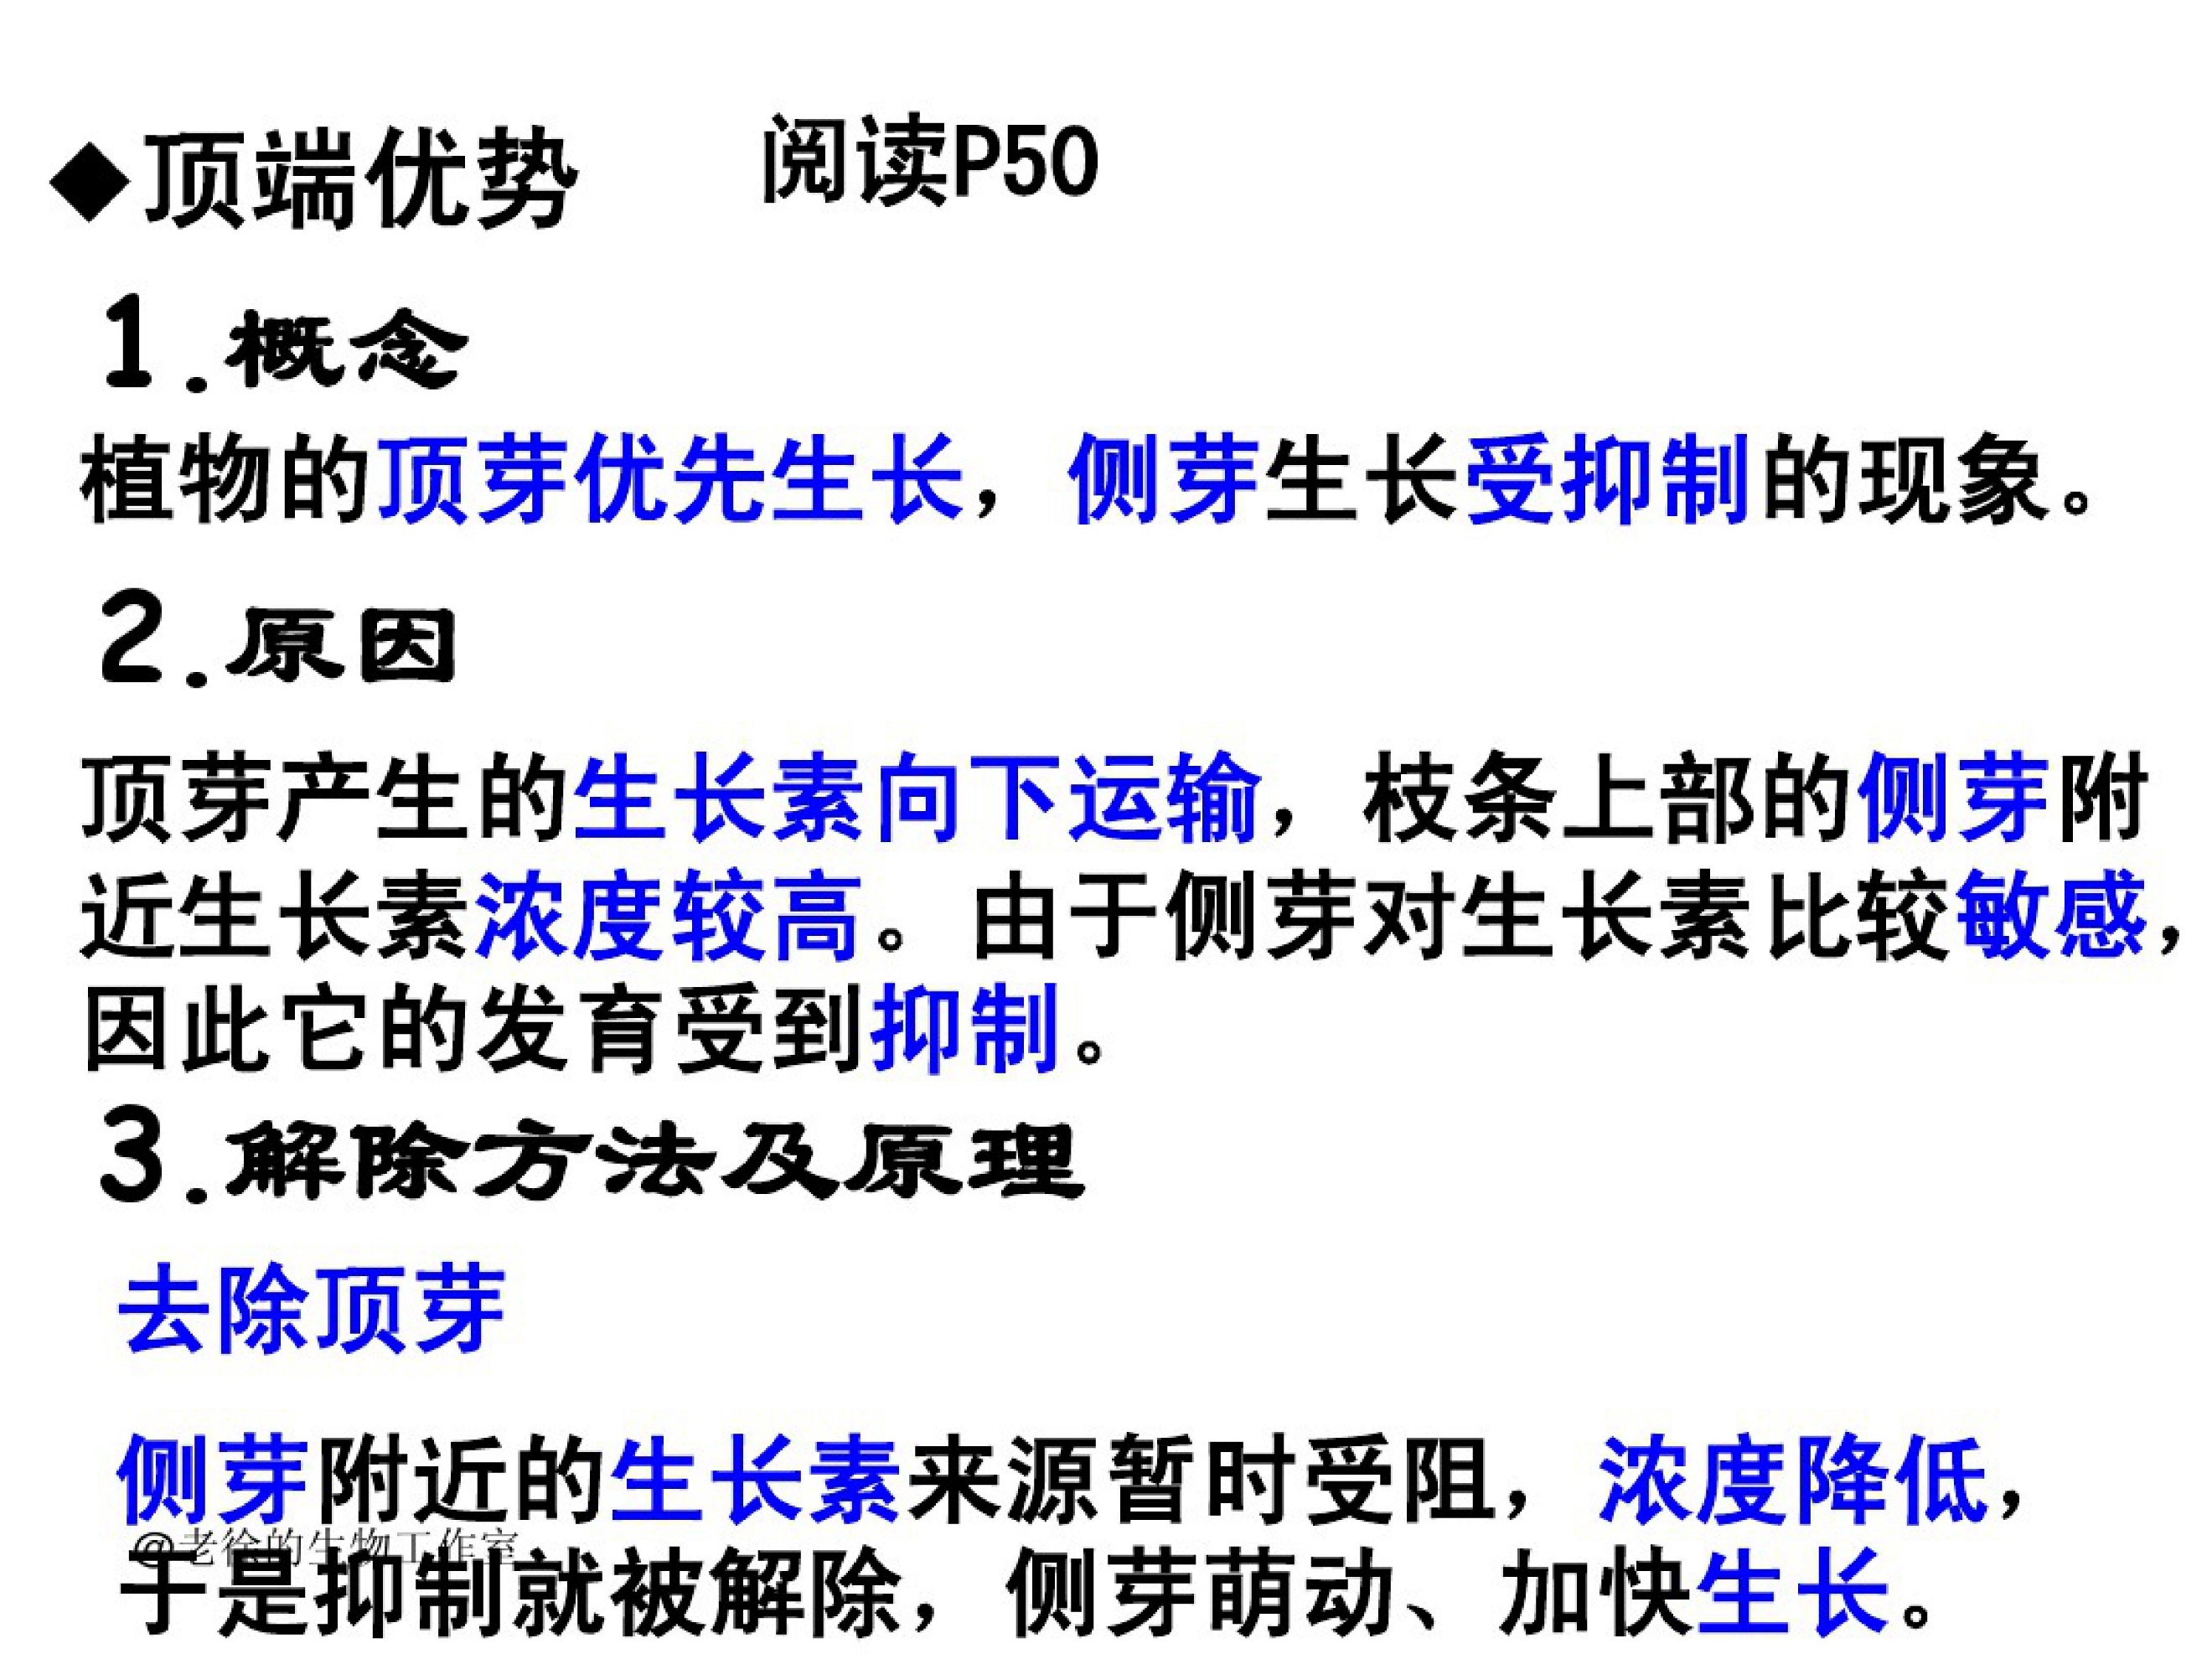 ◆顶端优势 阅读P50
1.概念
植物的顶芽优先生长，侧芽生长受抑制的现象。
2.原因
顶芽产生的生长素向下运输，枝条上部的侧芽附
近生长素浓度较高。由于侧芽对生长素比较敏感，
因此它的发育受到抑制。
3.解除方法及原理
去除顶芽
侧芽附近的生长素来源暂时受阻，浓度降低，
@老徐的生物工作室
于是抑制就被解除，侧芽萌动、加快生长。